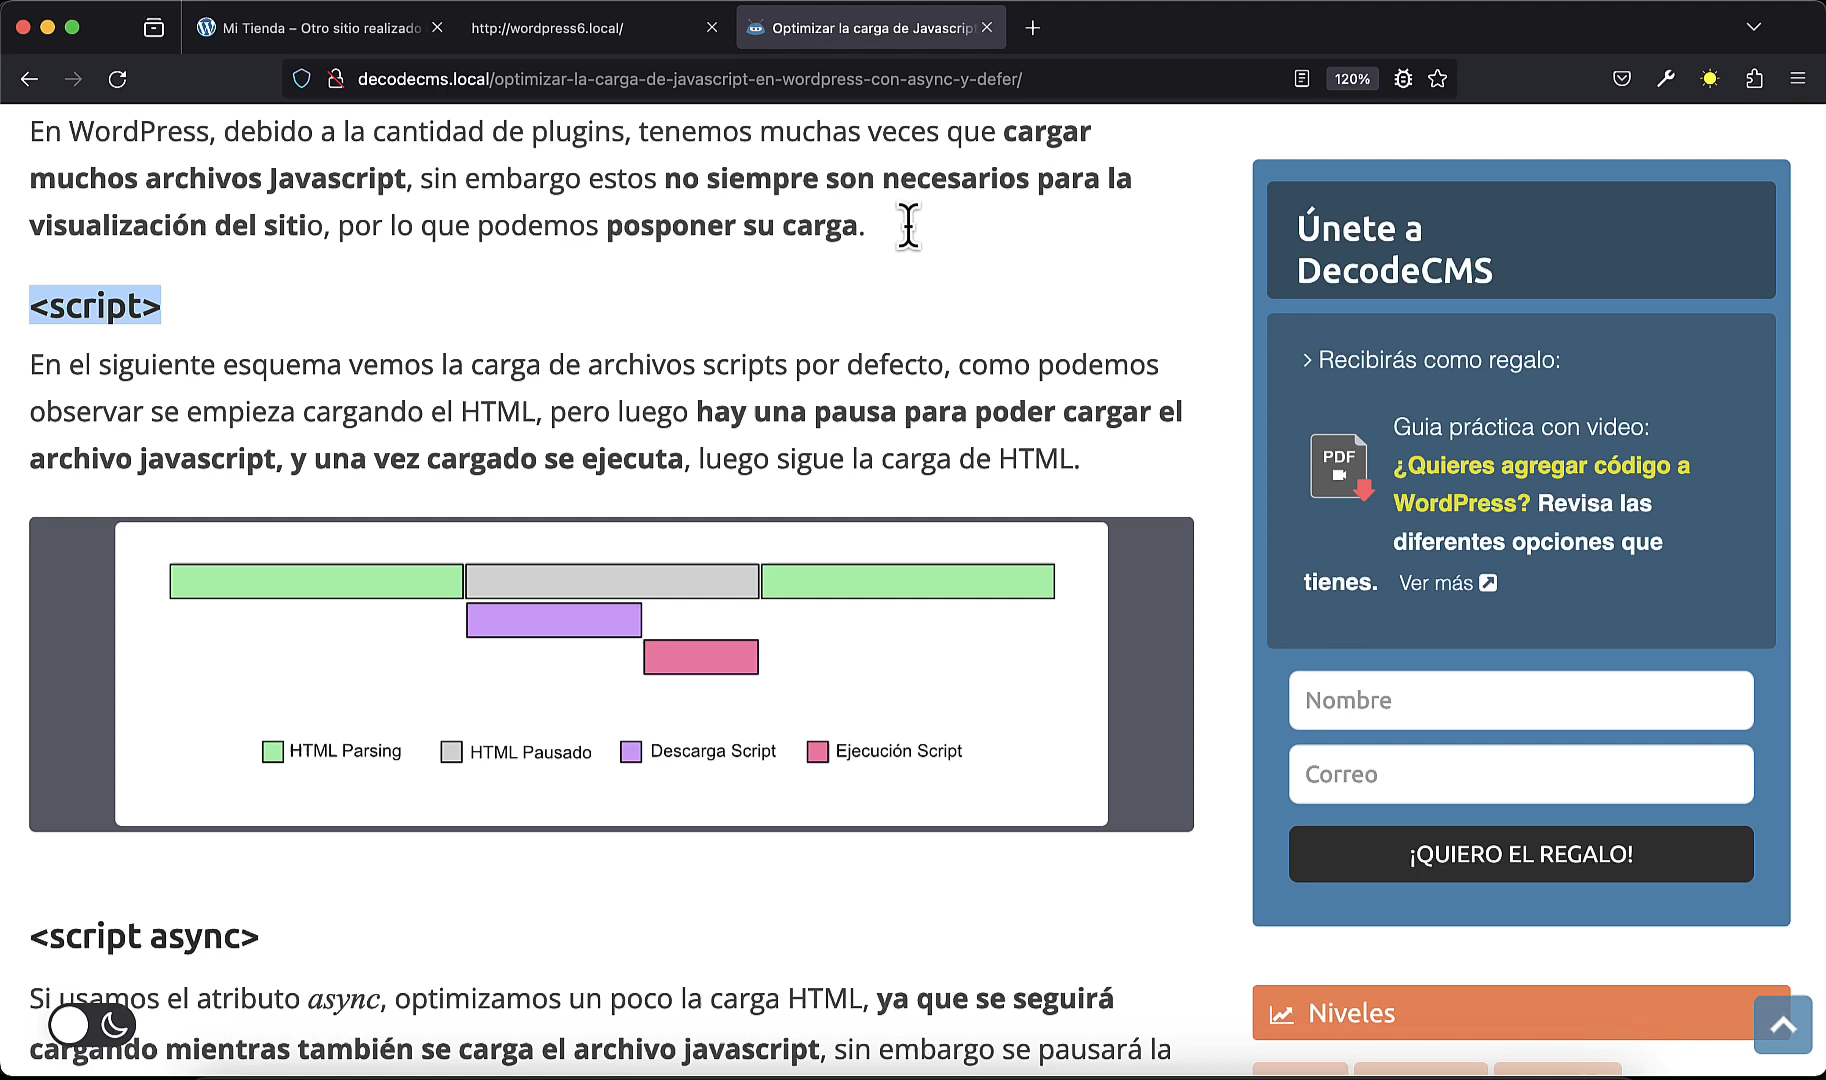 Mi Tienda – Otro sitio realizado
http://wordpress6.local/
Optimizar la carga de Javascript
decodecms.local/optimizar-la-carga-de-javascript-en-wordpress-con-async-y-defer/
120%
En WordPress, debido a la cantidad de plugins, tenemos muchas veces que cargar
muchos archivos Javascript, sin embargo estos no siempre son necesarios para la
visualización del sitio, por lo que podemos posponer su carga.
<script>
En el siguiente esquema vemos la carga de archivos scripts por defecto, como podemos
observar se empieza cargando el HTML, pero luego hay una pausa para poder cargar el
archivo javascript, y una vez cargado se ejecuta, luego sigue la carga de HTML.
HTML Parsing
HTML Pausado
Descarga Script
Ejecución Script
<script async>
Si usamos el atributo async, optimizamos un poco la carga HTML, ya que se seguirá
cargando mientras también se carga el archivo javascript, sin embargo se pausará la
Únete a
DecodeCMS
> Recibirás como regalo:
PDF
Guia práctica con video:
¿Quieres agregar código a
WordPress? Revisa las
diferentes opciones que
tienes. Ver más
Nombre
Correo
¡QUIERO EL REGALO!
Niveles